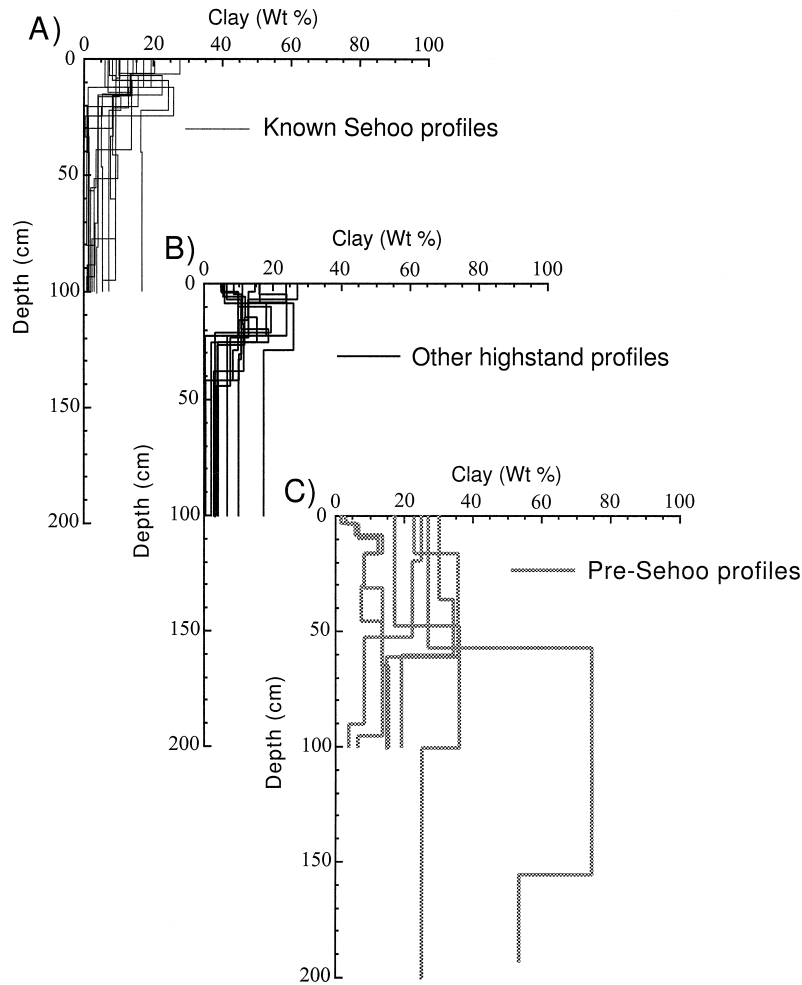 A)
Clay (Wt %)
0 20 40 60 80 100
0
50
100
150
200
Depth (cm)
Known Sehoo profiles
B)
Clay (Wt %)
0 20 40 60 80 100
0
50
100
150
200
Depth (cm)
Other highstand profiles
C)
Clay (Wt %)
0 20 40 60 80 100
0
50
100
150
200
Depth (cm)
Pre-Sehoo profiles